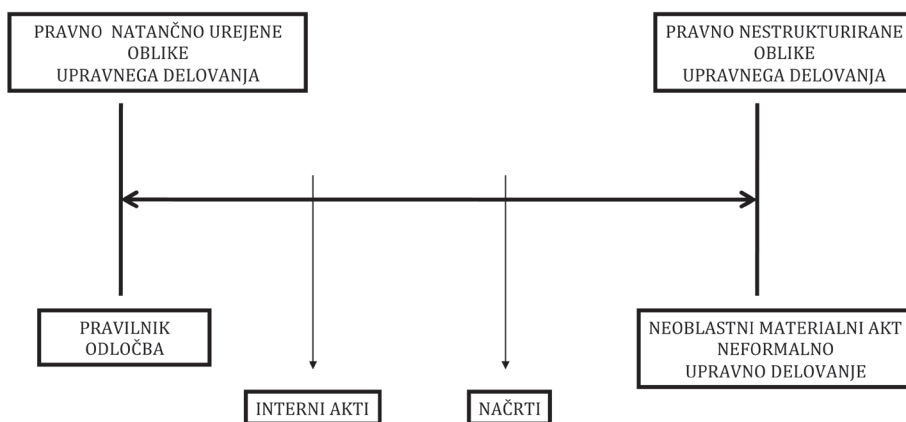 PRAVNO NATANČNO UREJENE
OBLIKE
UPRAVNEGA DELOVANJA
PRAVNO NESTRUKTURIRANE
OBLIKE
UPRAVNEGA DELOVANJA
PRAVILNIK
ODLOČBA
NEOBLASTNI MATERIALNI AKT
NEFORMALNO
UPRAVNO DELOVANJE
INTERNI AKTI
NAČRTI